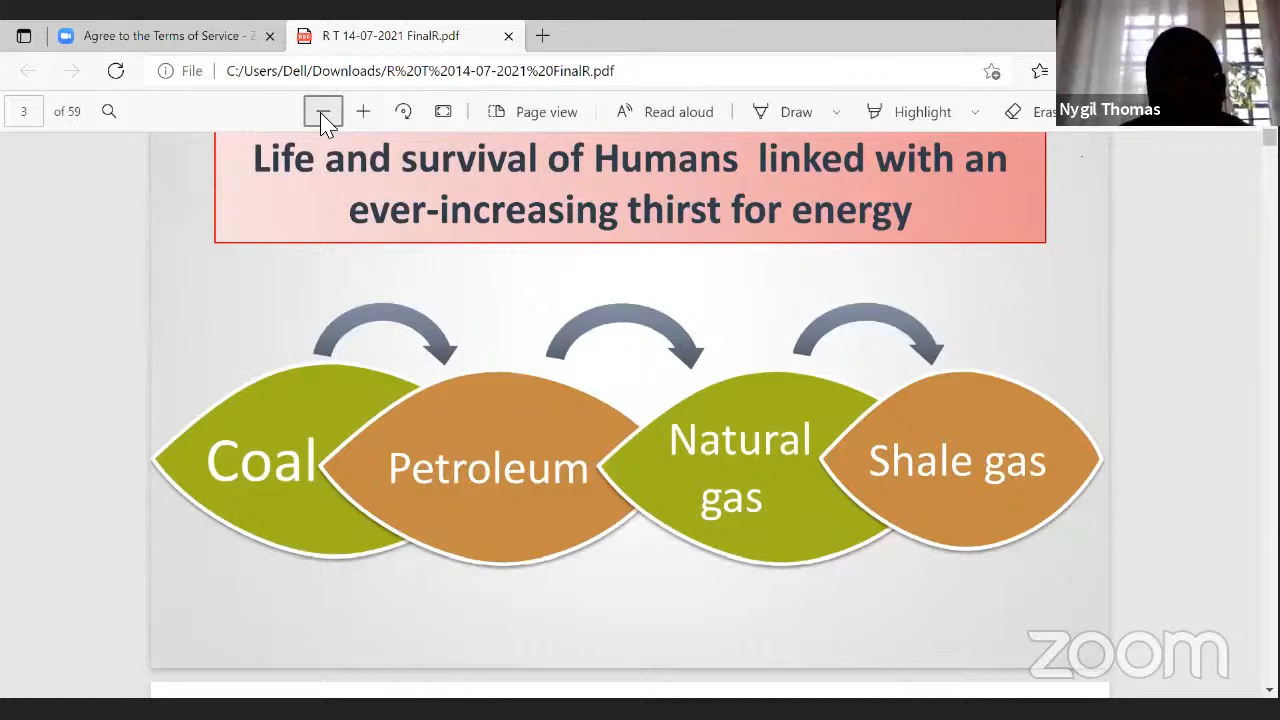 Agree to the Terms of Service - Z
R T 14-07-2021 FinalR.pdf
File
C:/Users/Dell/Downloads/R%20T%2014-07-2021%20FinalR.pdf
3 of 59
Page view
Read aloud
Draw
Highlight
Eras
Nygil Thomas
Life and survival of Humans linked with an
ever-increasing thirst for energy
Coal
Petroleum
Natural
gas
Shale gas
zoom